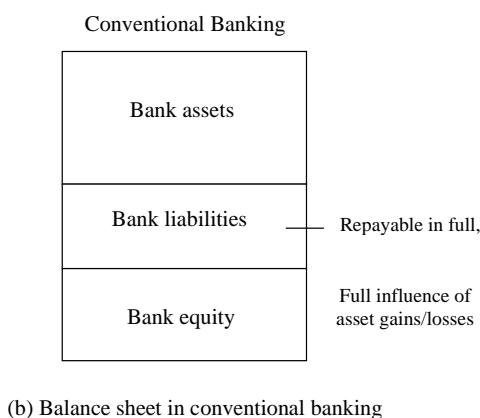 Conventional Banking
Bank assets
Bank liabilities
Repayable in full,
Bank equity
Full influence of
asset gains/losses
(b) Balance sheet in conventional banking